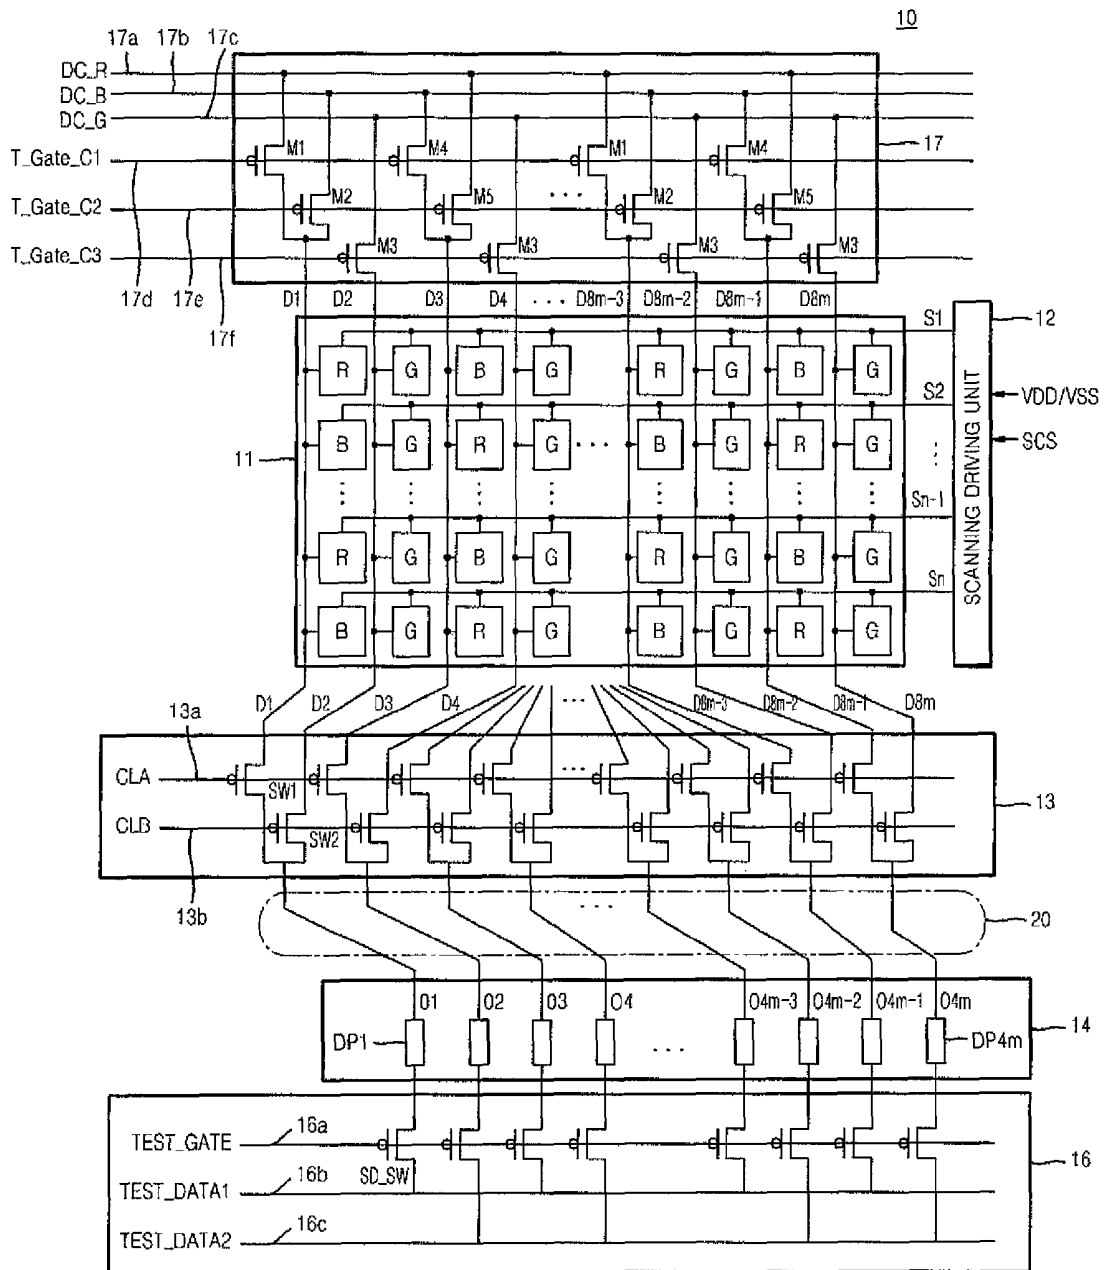 10
17a 17b 17c
DC_R
DC_B
DC_G
T_Gate_C1 M1 M4 M1 M4 17
T_Gate_C2 M2 M5 ... M2 M5
T_Gate_C3 M3 M3 M3 M3
17d 17e 17f
D1 D2 D3 D4 ... D8m-3 D8m-2 D8m-1 D8m
S1 12
R G B G R G B G
S2 VDD/VSS
11 B G R G ... B G R G SCS
SCANNING DRIVING UNIT
Sn-1
R G B G R G B G
Sn
B G R G B G R G
D1 D2 D3 D4 ... D8m-3 D8m-2 D8m-1 D8m
13a
CLA ...
SW1 13
CLB
SW2
13b ... 20
O1 O2 O3 O4 O4m-3 O4m-2 O4m-1 O4m 14
DP1 ... DP4m
TEST_GATE 16a
SD_SW 16
TEST_DATA1 16b
TEST_DATA2 16c